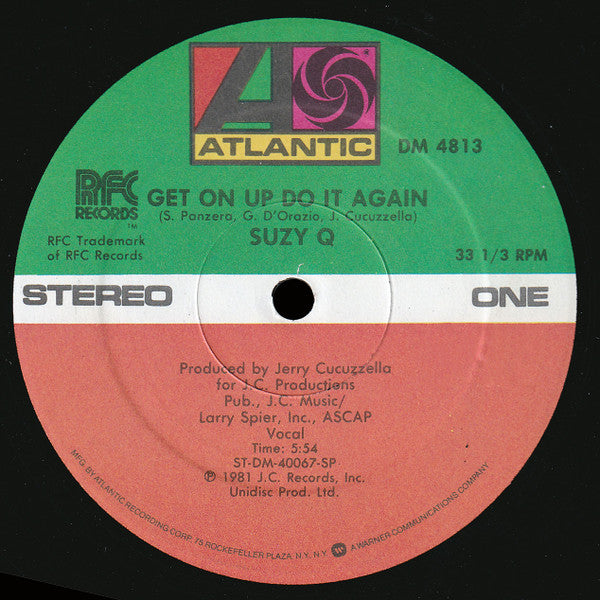 ATLANTIC
DM 4813
RFC
RECORDS
TM
GET ON UP DO IT AGAIN
(S. Panzera, G. D'Orazio, J. Cucuzzella)
SUZY Q
RFC Trademark
of RFC Records
33 1/3 RPM
STEREO
ONE
Produced by Jerry Cucuzzella
for J.C. Productions
Pub., J.C. Music/
Larry Spier, Inc., ASCAP
Vocal
Time: 5:54
ST-DM-40067-SP
℗ 1981 J.C. Records, Inc.
Unidisc Prod. Ltd.
MFG. BY ATLANTIC RECORDING CORP. 75 ROCKEFELLER PLAZA, N.Y., N.Y. W A WARNER COMMUNICATIONS COMPANY